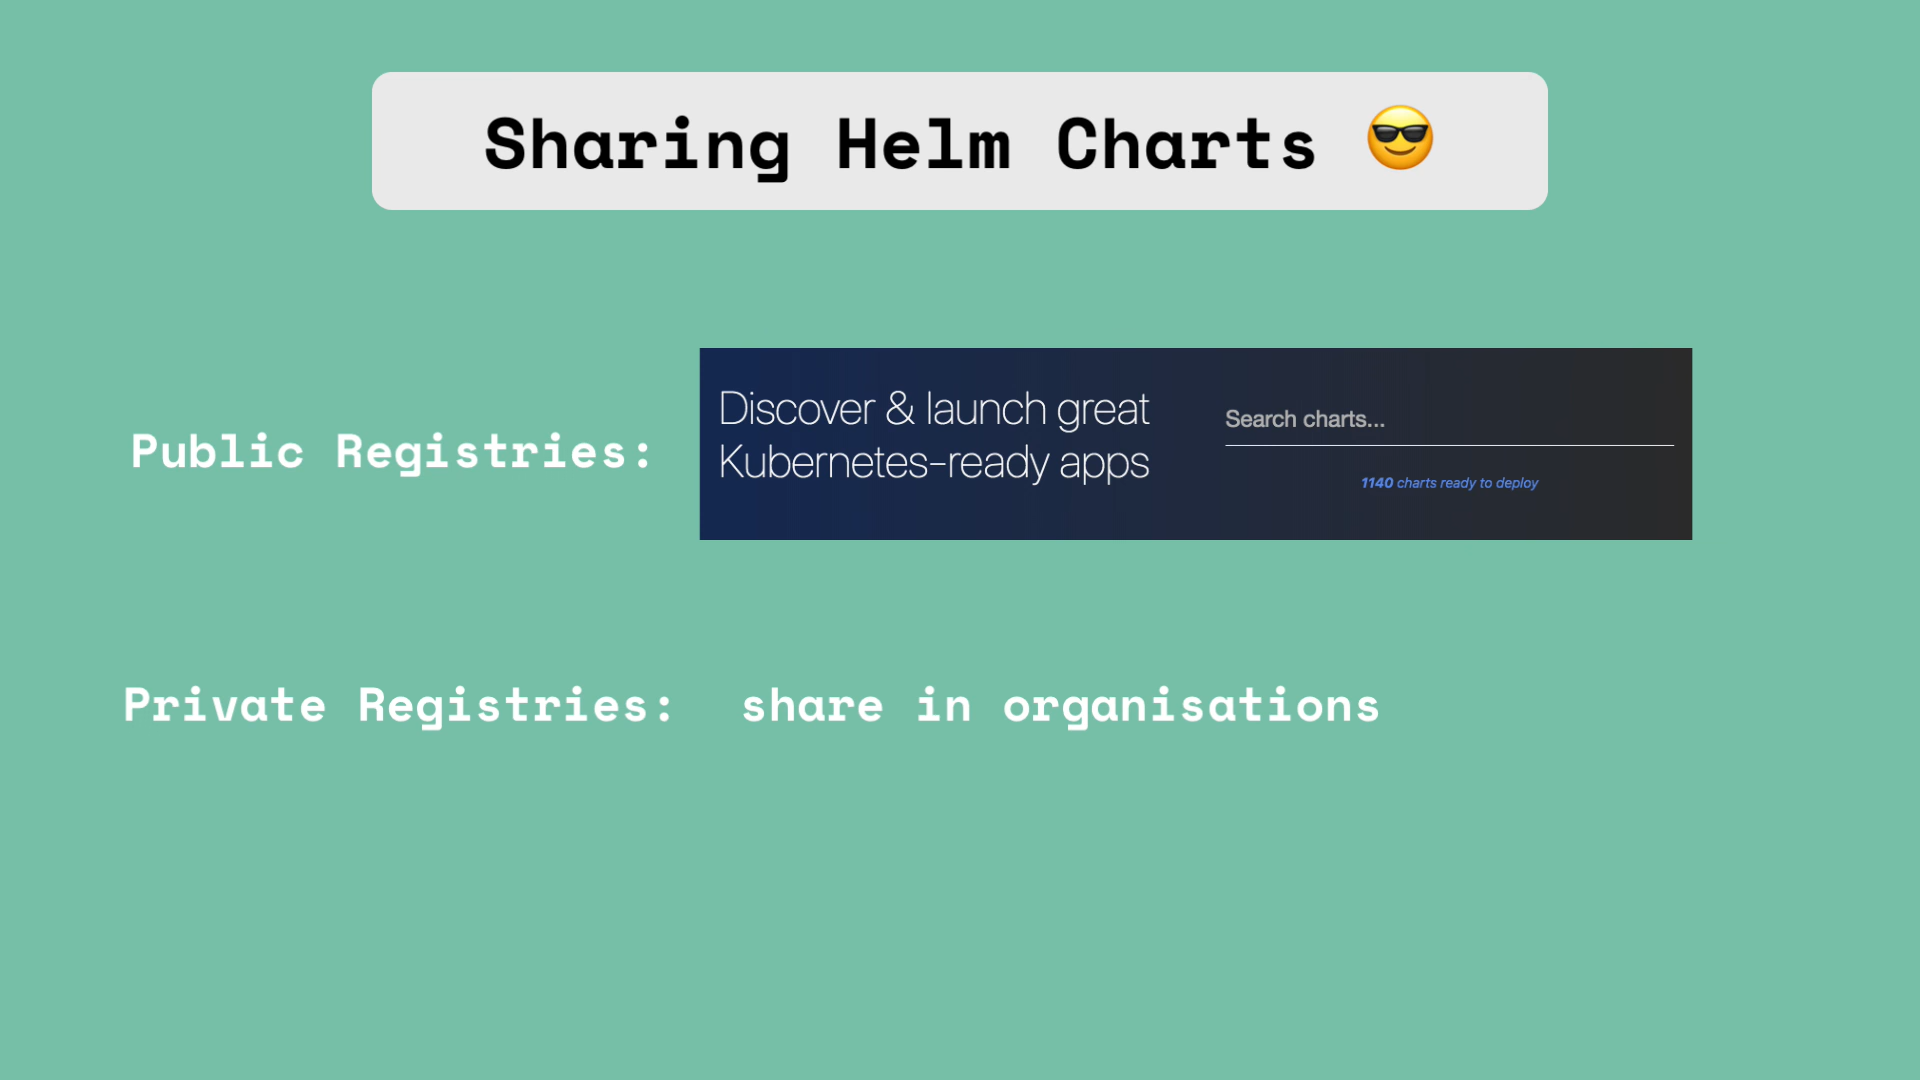 Sharing Helm Charts 😎
Public Registries:
Discover & launch great
Kubernetes-ready apps
Search charts...
1140 charts ready to deploy
Private Registries: share in organisations